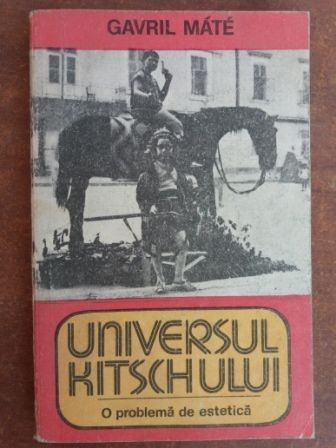 GAVRIL MÁTÉ
UNIVERSUL
KITSCHULUI
O problemă de estetică